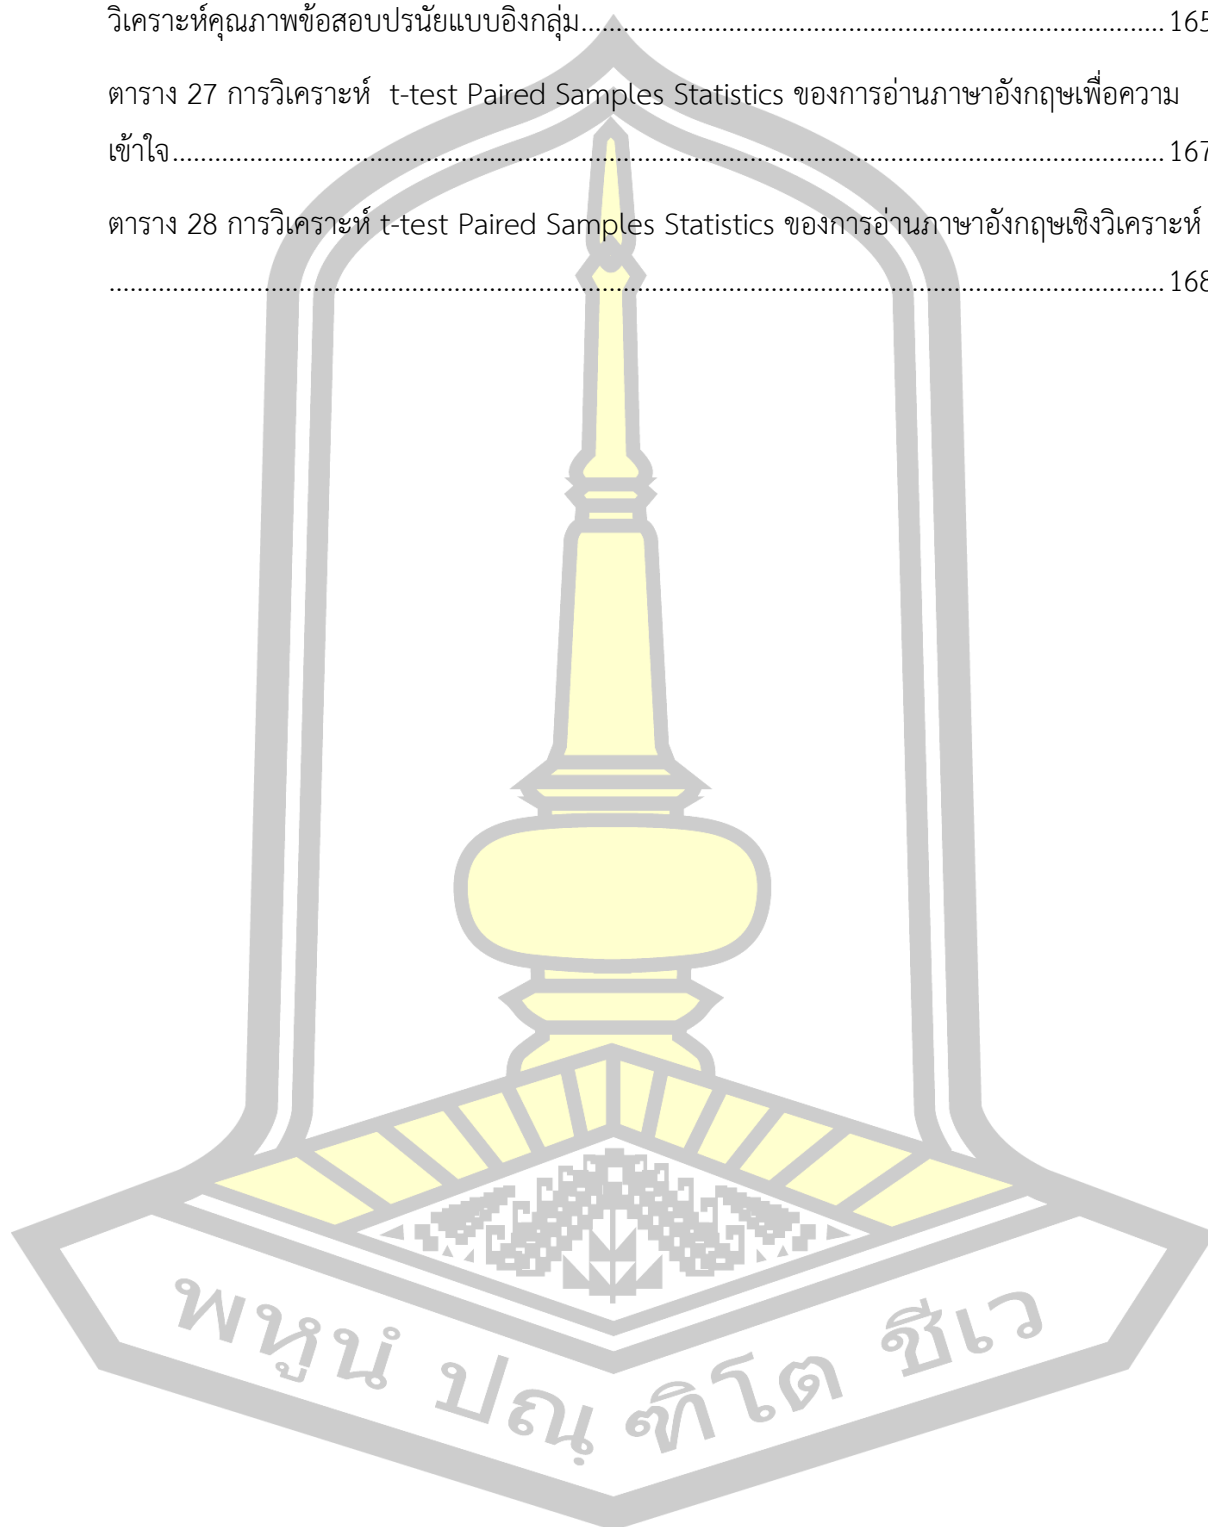 วิเคราะห์คุณภาพข้อสอบปรนัยแบบอิงกลุ่ม........................................................................................165
ตาราง 27 การวิเคราะห์  t-test Paired Samples Statistics ของการอ่านภาษาอังกฤษเพื่อความ
เข้าใจ........................................................................................................................................167
ตาราง 28 การวิเคราะห์ t-test Paired Samples Statistics ของการอ่านภาษาอังกฤษเชิงวิเคราะห์
................................................................................................................................................168
พหูนํ ปณฺฑิโต ชีเว